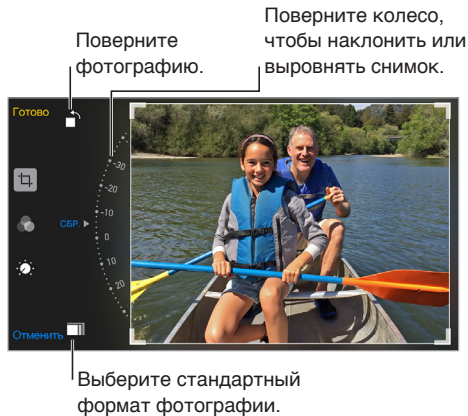 Поверните колесо,
чтобы наклонить или
выровнять снимок.
Поверните
фотографию.
Готово
-30
-20
-10
СБР.
0
10
20
Отменить
Выберите стандартный
формат фотографии.